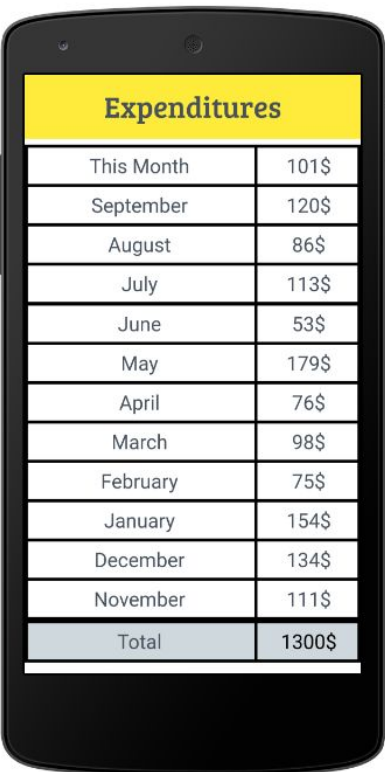 Expenditures
This Month 101$
September 120$
August 86$
July 113$
June 53$
May 179$
April 76$
March 98$
February 75$
January 154$
December 134$
November 111$
Total 1300$